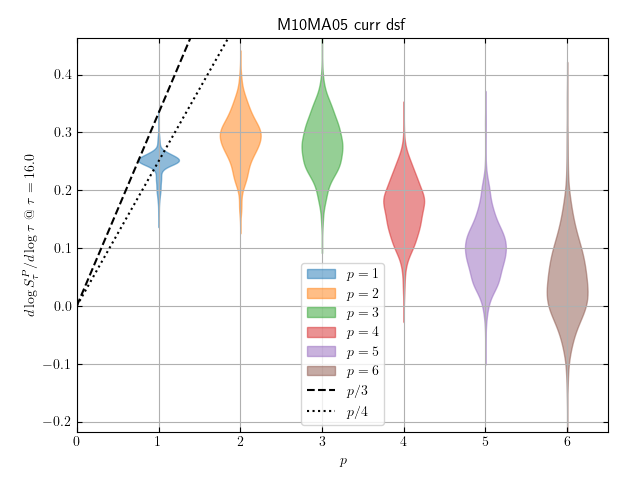 M10MA05 curr dsf
d log S_τ^P / d log τ @ τ = 16.0
0.4
0.3
0.2
0.1
0.0
−0.1
−0.2
p = 1
p = 2
p = 3
p = 4
p = 5
p = 6
p/3
p/4
0 1 2 3 4 5 6
p